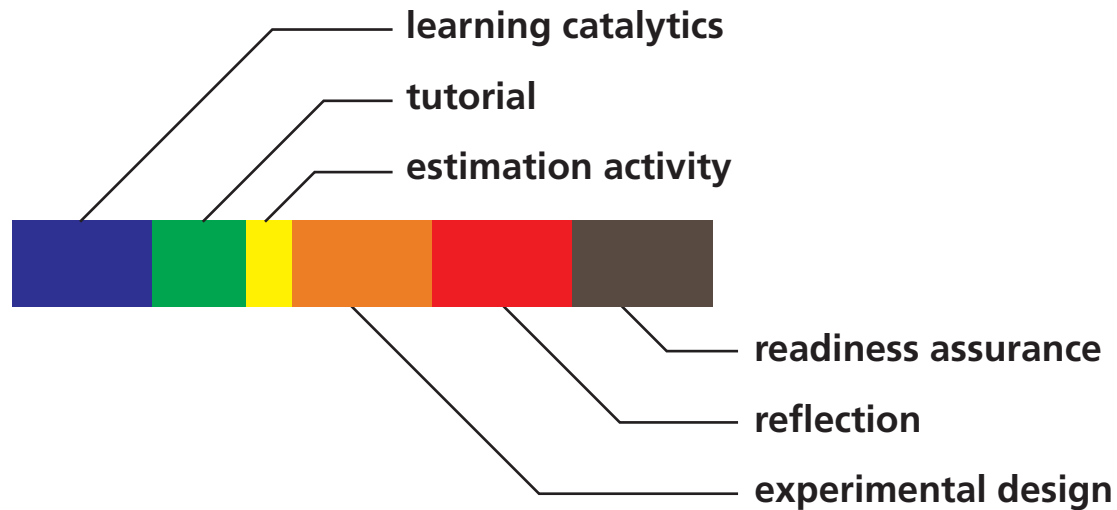 learning catalytics
tutorial
estimation activity
readiness assurance
reflection
experimental design